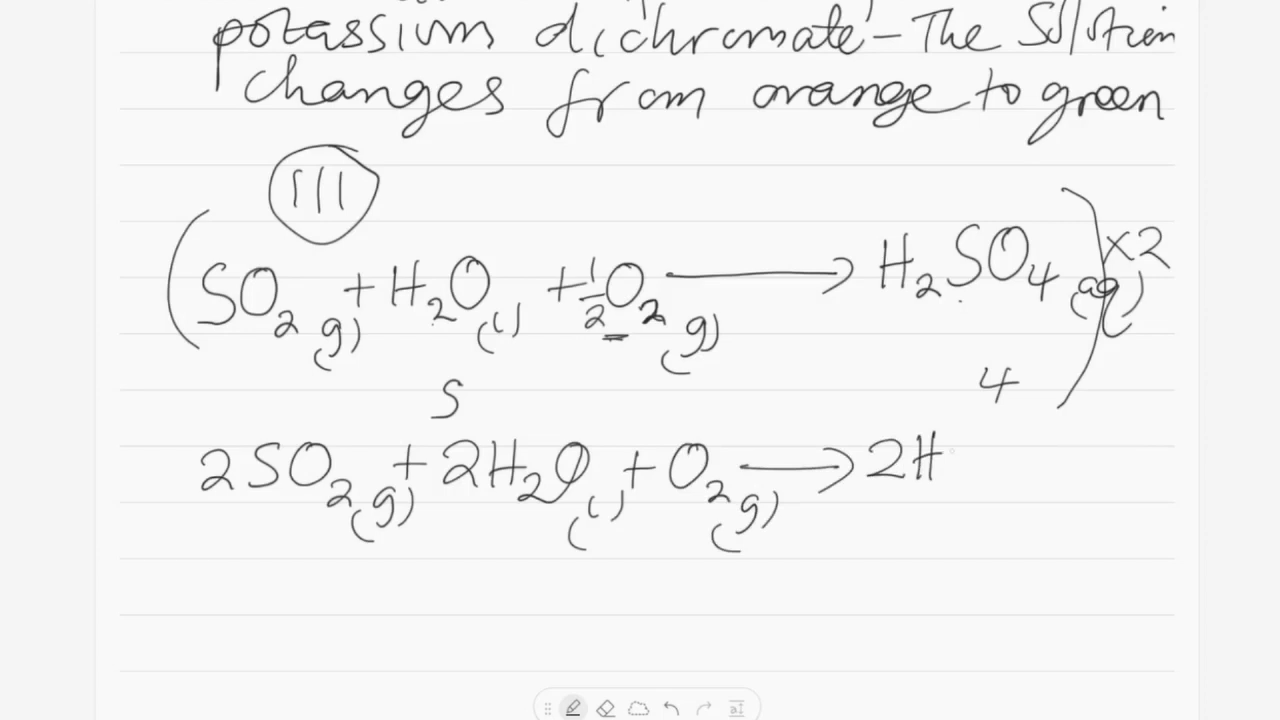 potassium dichromate - The Solution
changes from orange to green
III
(SO₂(g) + H₂O(l) + 1/2 O₂(g) ⟶ H₂SO₄(aq)) ×2
S 4
2SO₂(g) + 2H₂O(l) + O₂(g) ⟶ 2H